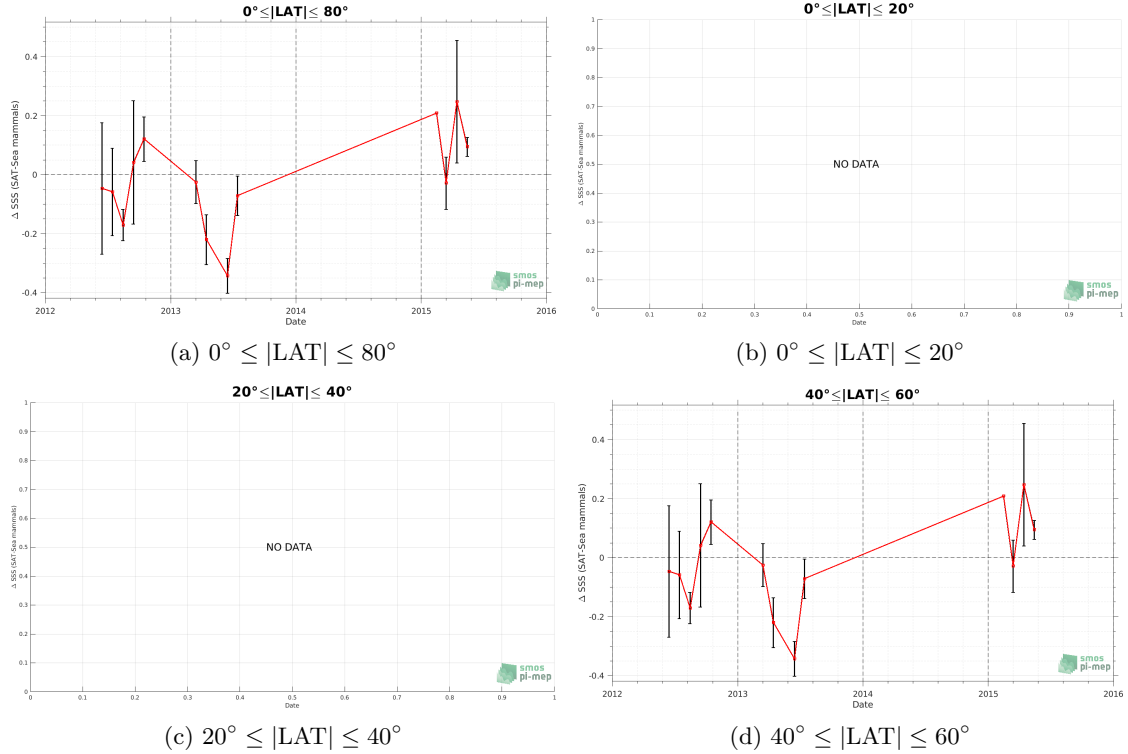 0°≤|LAT|≤ 80°
Δ SSS (SAT-Sea mammals)
0.4
0.2
0
-0.2
-0.4
2012 2013 2014 2015 2016
Date
smos
pi-mep
(a) 0° ≤ |LAT| ≤ 80°
0°≤|LAT|≤ 20°
Δ SSS (SAT-Sea mammals)
1
0.9
0.8
0.7
0.6
0.5
0.4
0.3
0.2
0.1
0
NO DATA
0 0.1 0.2 0.3 0.4 0.5 0.6 0.7 0.8 0.9 1
Date
smos
pi-mep
(b) 0° ≤ |LAT| ≤ 20°
20°≤|LAT|≤ 40°
Δ SSS (SAT-Sea mammals)
1
0.9
0.8
0.7
0.6
0.5
0.4
0.3
0.2
0.1
0
NO DATA
0 0.1 0.2 0.3 0.4 0.5 0.6 0.7 0.8 0.9 1
Date
smos
pi-mep
(c) 20° ≤ |LAT| ≤ 40°
40°≤|LAT|≤ 60°
Δ SSS (SAT-Sea mammals)
0.4
0.2
0
-0.2
-0.4
2012 2013 2014 2015 2016
Date
smos
pi-mep
(d) 40° ≤ |LAT| ≤ 60°